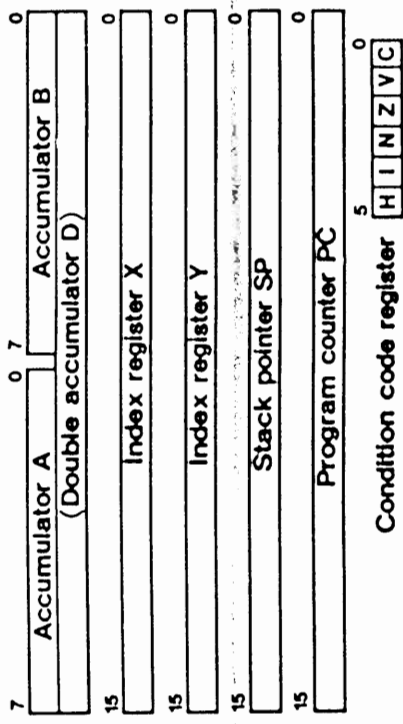 7 0 7 0
Accumulator A Accumulator B
(Double accumulator D)
15 0
Index register X
15 0
Index register Y
15 0
Stack pointer SP
15 0
Program counter PC
5 0
Condition code register H I N Z V C